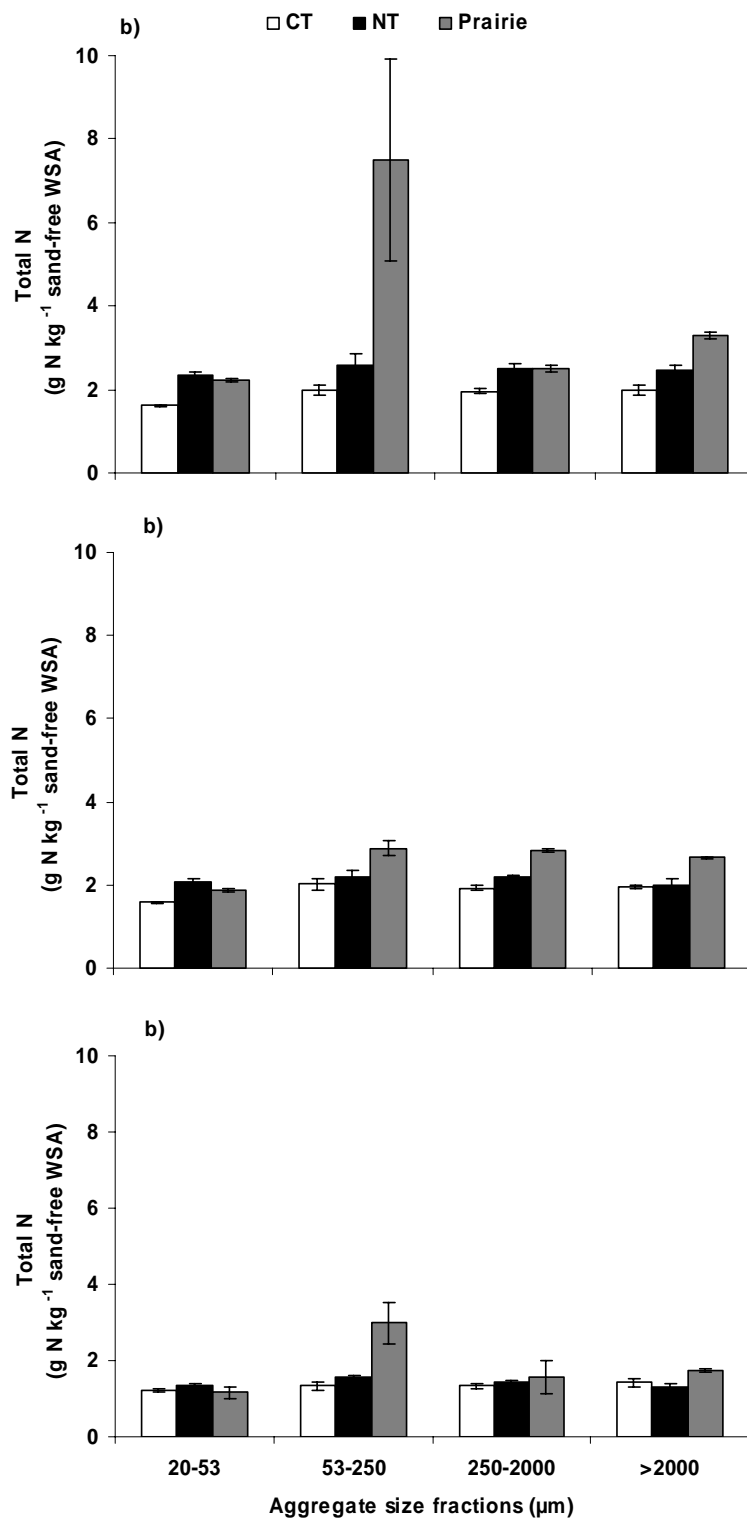 b) CT NT Prairie
10
8
6
4
2
0
Total N
(g N kg⁻¹ sand-free WSA)
b)
10
8
6
4
2
0
Total N
(g N kg⁻¹ sand-free WSA)
b)
10
8
6
4
2
0
Total N
(g N kg⁻¹ sand-free WSA)
20-53 53-250 250-2000 >2000
Aggregate size fractions (µm)